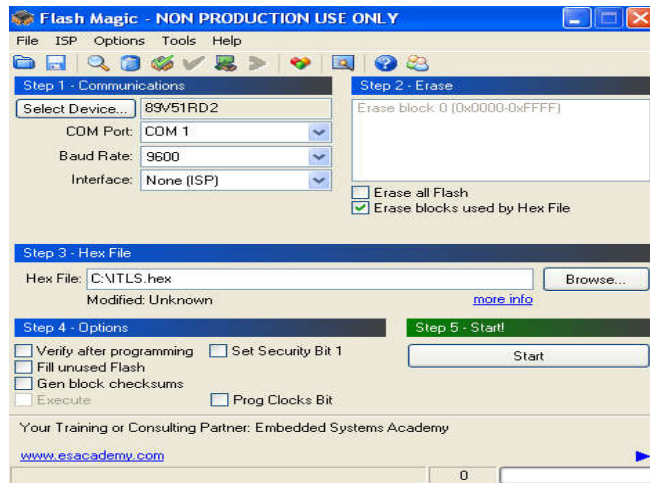 Flash Magic - NON PRODUCTION USE ONLY
File ISP Options Tools Help
Step 1 - Communications
Select Device... 89V51RD2
COM Port: COM 1
Baud Rate: 9600
Interface: None (ISP)
Step 2 - Erase
Erase block 0 (0x0000-0xFFFF)
Erase all Flash
Erase blocks used by Hex File
Step 3 - Hex File
Hex File: C:\ITLS.hex Browse...
Modified: Unknown more info
Step 4 - Options
Verify after programming Set Security Bit 1
Fill unused Flash
Gen block checksums
Execute Prog Clocks Bit
Step 5 - Start!
Start
Your Training or Consulting Partner: Embedded Systems Academy
www.esacademy.com
0